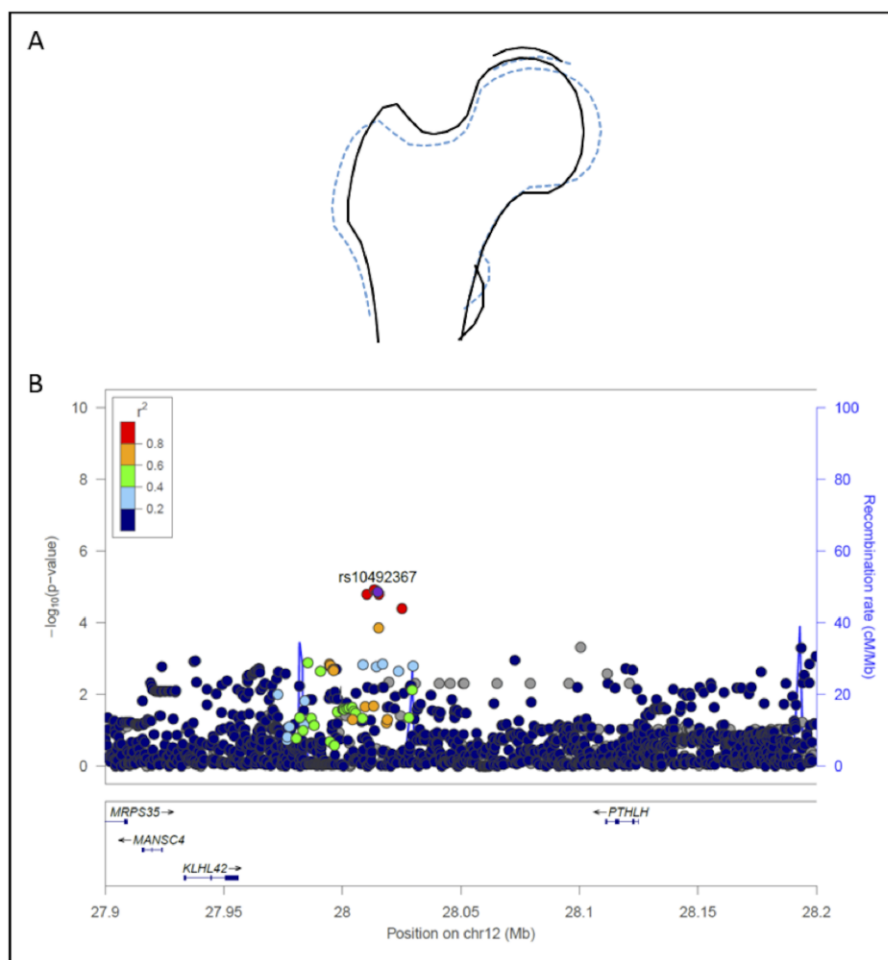 A
B
r²
0.8
0.6
0.4
0.2
rs10492367
10
8
6
4
2
0
−log₁₀(p−value)
100
80
60
40
20
0
Recombination rate (cM/Mb)
MRPS35→
←MANSC4
KLHL42→
←PTHLH
27.9 27.95 28 28.05 28.1 28.15 28.2
Position on chr12 (Mb)